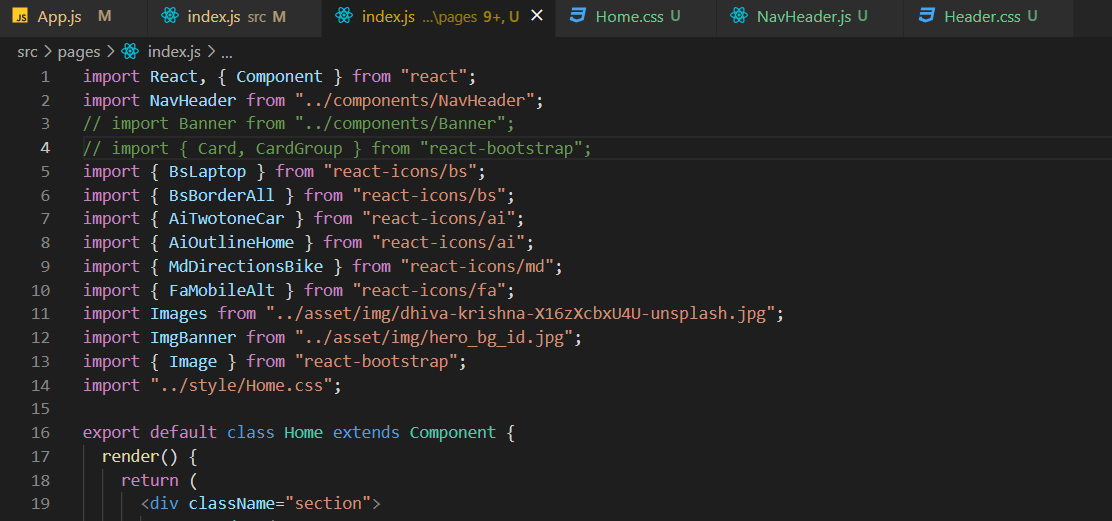 JS App.js M
index.js src M
index.js ...\pages 9+, U
Home.css U
NavHeader.js U
Header.css U
src > pages > index.js > ...
1 import React, { Component } from "react";
2 import NavHeader from "../components/NavHeader";
3 // import Banner from "../components/Banner";
4 // import { Card, CardGroup } from "react-bootstrap";
5 import { BsLaptop } from "react-icons/bs";
6 import { BsBorderAll } from "react-icons/bs";
7 import { AiTwotoneCar } from "react-icons/ai";
8 import { AiOutlineHome } from "react-icons/ai";
9 import { MdDirectionsBike } from "react-icons/md";
10 import { FaMobileAlt } from "react-icons/fa";
11 import Images from "../asset/img/dhiva-krishna-X16zXcbxU4U-unsplash.jpg";
12 import ImgBanner from "../asset/img/hero_bg_id.jpg";
13 import { Image } from "react-bootstrap";
14 import "../style/Home.css";
15
16 export default class Home extends Component {
17 render() {
18 return (
19 <div className="section">